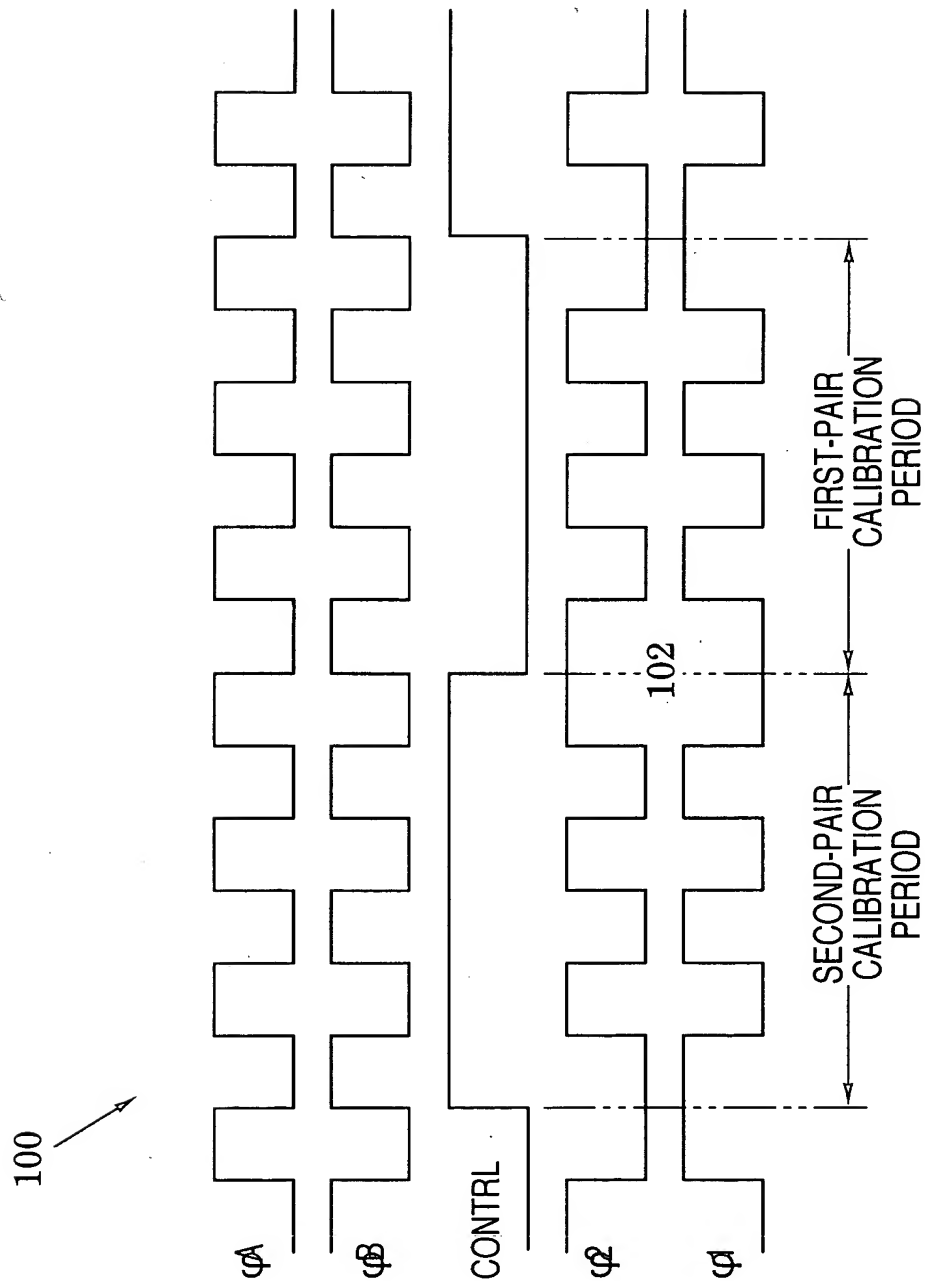 100
φA
φB
CONTRL
φ2
φ1
102
SECOND-PAIR
CALIBRATION
PERIOD
FIRST-PAIR
CALIBRATION
PERIOD